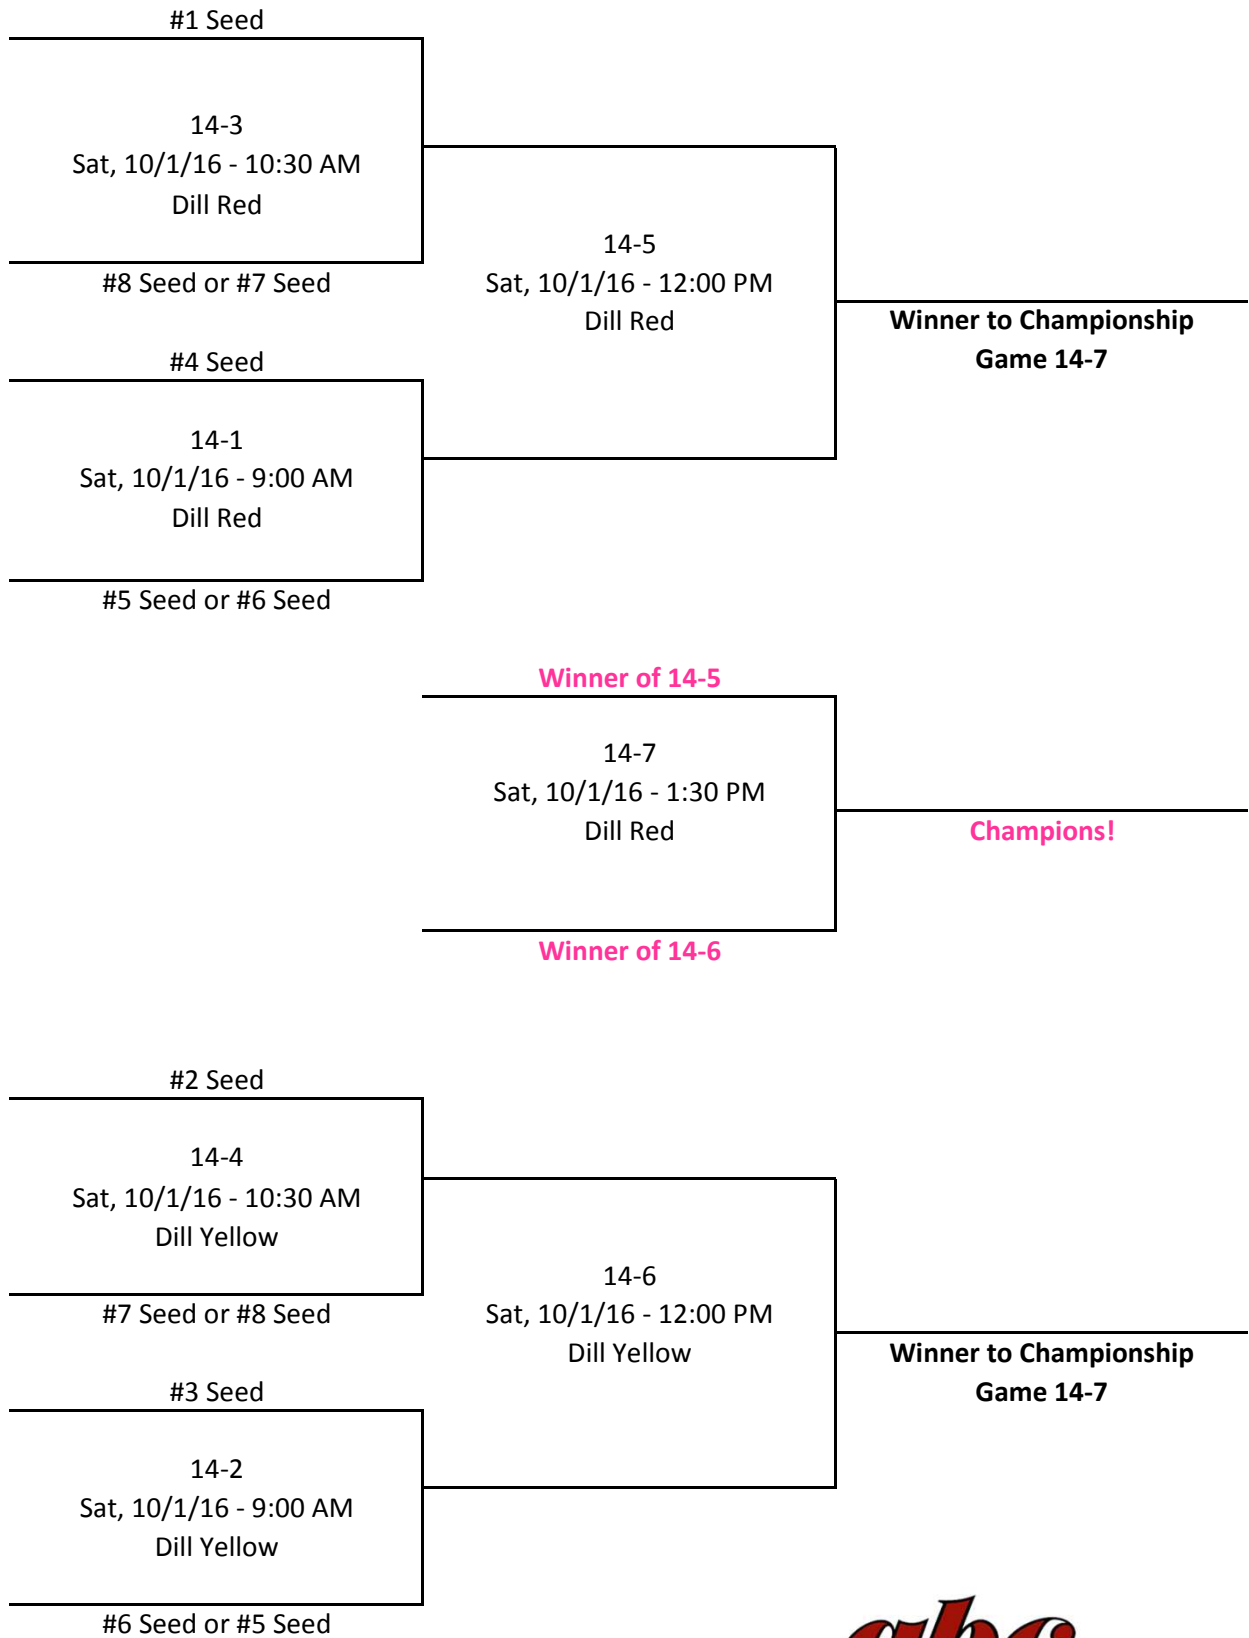 #1 Seed
14-3
Sat, 10/1/16 - 10:30 AM
Dill Red
#8 Seed or #7 Seed
14-5
Sat, 10/1/16 - 12:00 PM
Dill Red
Winner to Championship
Game 14-7
#4 Seed
14-1
Sat, 10/1/16 - 9:00 AM
Dill Red
#5 Seed or #6 Seed
Winner of 14-5
14-7
Sat, 10/1/16 - 1:30 PM
Dill Red
Champions!
Winner of 14-6
#2 Seed
14-4
Sat, 10/1/16 - 10:30 AM
Dill Yellow
#7 Seed or #8 Seed
14-6
Sat, 10/1/16 - 12:00 PM
Dill Yellow
Winner to Championship
Game 14-7
#3 Seed
14-2
Sat, 10/1/16 - 9:00 AM
Dill Yellow
#6 Seed or #5 Seed